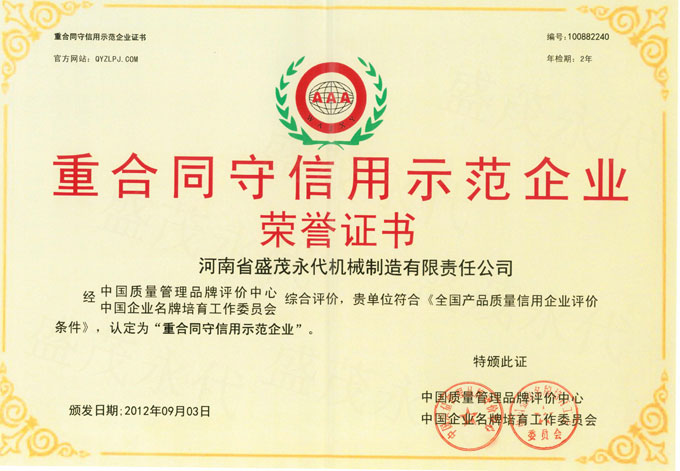 重合同守信用示范企业证书
编号:100882240
官方网站: QYZLPJ.COM
年检期: 2年
AAA
重合同守信用示范企业
荣誉证书
河南省盛茂永代机械制造有限责任公司
经 中国质量管理品牌评价中心 综合评价，贵单位符合《全国产品质量信用企业评价
中国企业名牌培育工作委员会
条件》，认定为“重合同守信用示范企业”。
特颁此证
中国质量管理品牌评价中心
颁发日期:2012年09月03日
中国企业名牌培育工作委员会
委员会